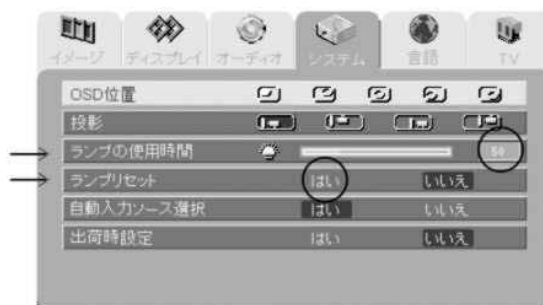 イメージ ディスプレイ オーディオ システム 言語 TV
OSD位置
投影
ランプの使用時間 50
ランプリセット はい いいえ
自動入力ソース選択 はい いいえ
出荷時設定 はい いいえ